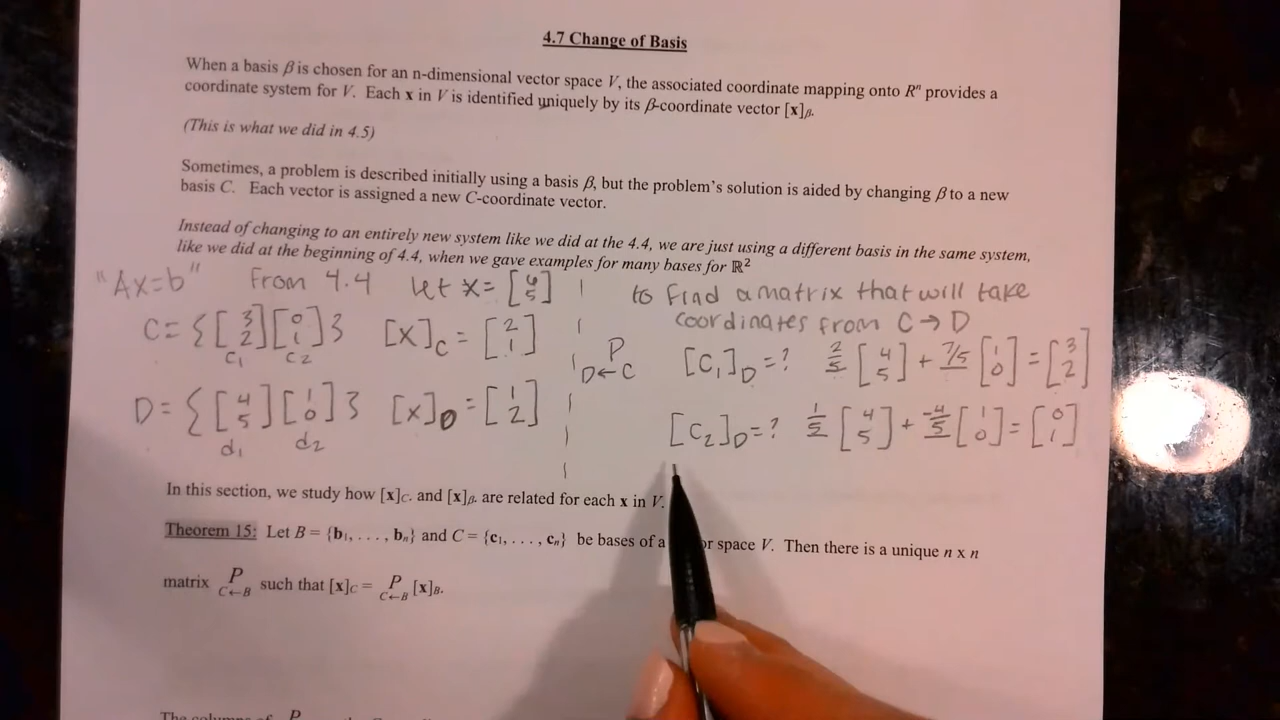 4.7 Change of Basis
When a basis β is chosen for an n-dimensional vector space V, the associated coordinate mapping onto Rⁿ provides a
coordinate system for V. Each x in V is identified uniquely by its β-coordinate vector [x]β.
(This is what we did in 4.5)
Sometimes, a problem is described initially using a basis β, but the problem's solution is aided by changing β to a new
basis C. Each vector is assigned a new C-coordinate vector.
Instead of changing to an entirely new system like we did at the 4.4, we are just using a different basis in the same system,
like we did at the beginning of 4.4, when we gave examples for many bases for ℝ²
"Ax=b" From 4.4 let x = [6 5]
C = {[3 2][0 1]} [x]C = [2 1]
c1 c2
D = {[4 5][1 0]} [x]D = [1 2]
d1 d2
to find a matrix that will take
coordinates from C → D
P D←C
[c1]D = ? 2/5 [4 5] + 7/5 [1 0] = [3 2]
[c2]D = ? 1/5 [4 5] + -4/5 [1 0] = [0 1]
In this section, we study how [x]C. and [x]β. are related for each x in V.
Theorem 15: Let B = {b1, . . . , bn} and C = {c1, . . . , cn} be bases of a r space V. Then there is a unique n x n
matrix P C←B such that [x]C = P C←B [x]B.
The columns of P